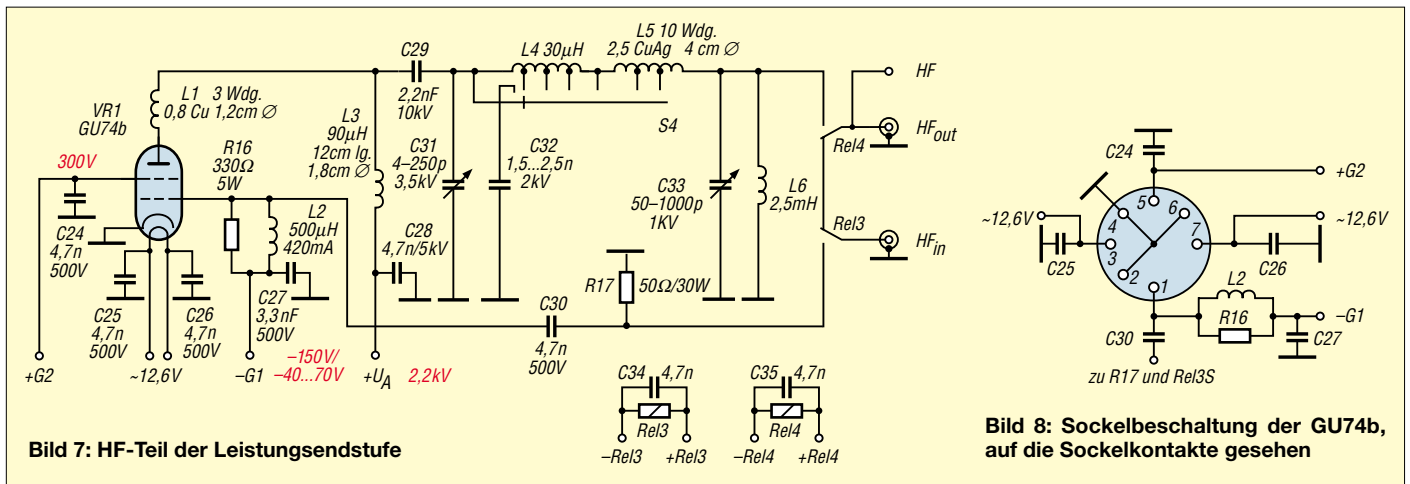 L5 10 Wdg.
2,5 CuAg 4 cm Ø
C29
L4 30µH
HF
L1 3 Wdg.
0,8 Cu 1,2cm Ø
VR1
GU74b
2,2nF
10kV
L3
90µH
12cm lg.
1,8cm Ø
S4
HFout
Rel4
R16
330Ω
5W
300V
C31
4–250p
3,5kV
C32
1,5...2,5n
2kV
C33
50–1000p
1KV
L6
2,5mH
C24
4,7n
500V
L2
500µH
420mA
C28
4,7n/5kV
Rel3
HFin
R17
50Ω/30W
C25
4,7n
500V
C26
4,7n
500V
C27
3,3nF
500V
C30
4,7n
500V
+G2
~12,6V
–G1
–150V/
–40...70V
+UA
2,2kV
C34 4,7n
Rel3
–Rel3 +Rel3
C35 4,7n
Rel4
–Rel4 +Rel4
Bild 7: HF-Teil der Leistungsendstufe
C24
+G2
5
6
4
7
3
2
1
~12,6V
~12,6V
C25
C26
L2
R16
–G1
C30
C27
zu R17 und Rel3S
Bild 8: Sockelbeschaltung der GU74b,
auf die Sockelkontakte gesehen